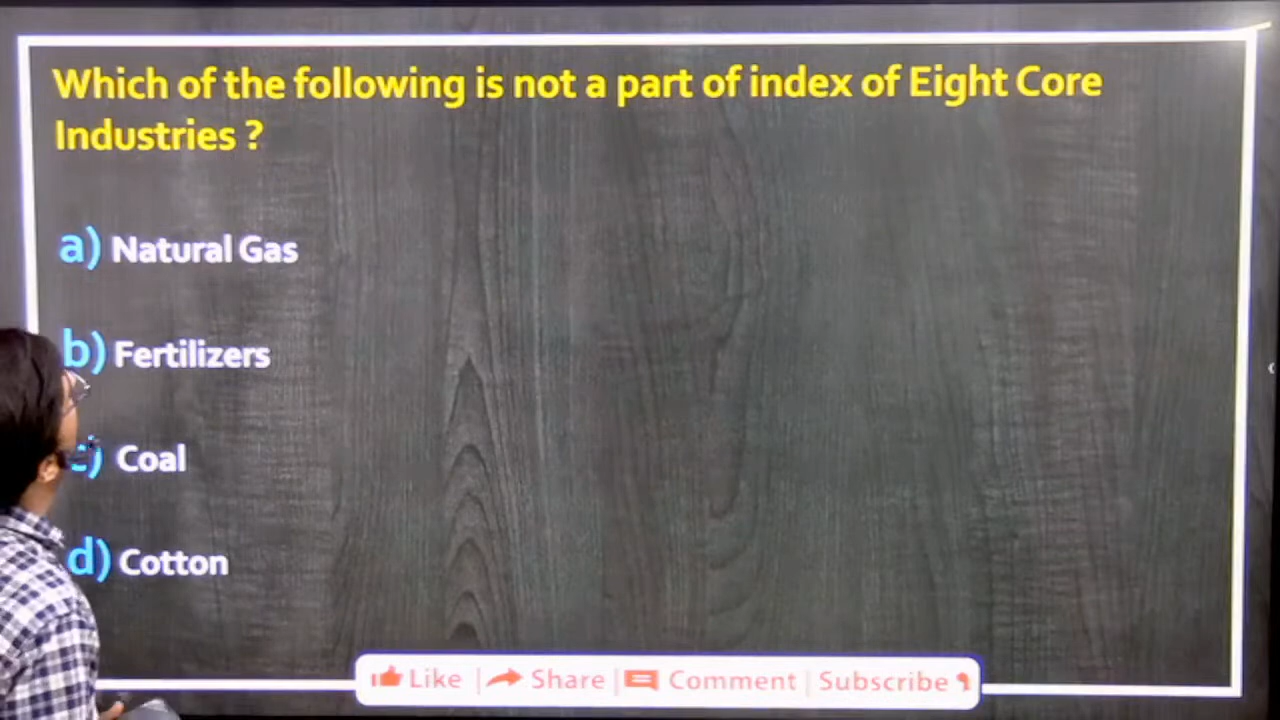 Which of the following is not a part of index of Eight Core
Industries ?
a) Natural Gas
b) Fertilizers
c) Coal
d) Cotton
Like | Share | Comment | Subscribe